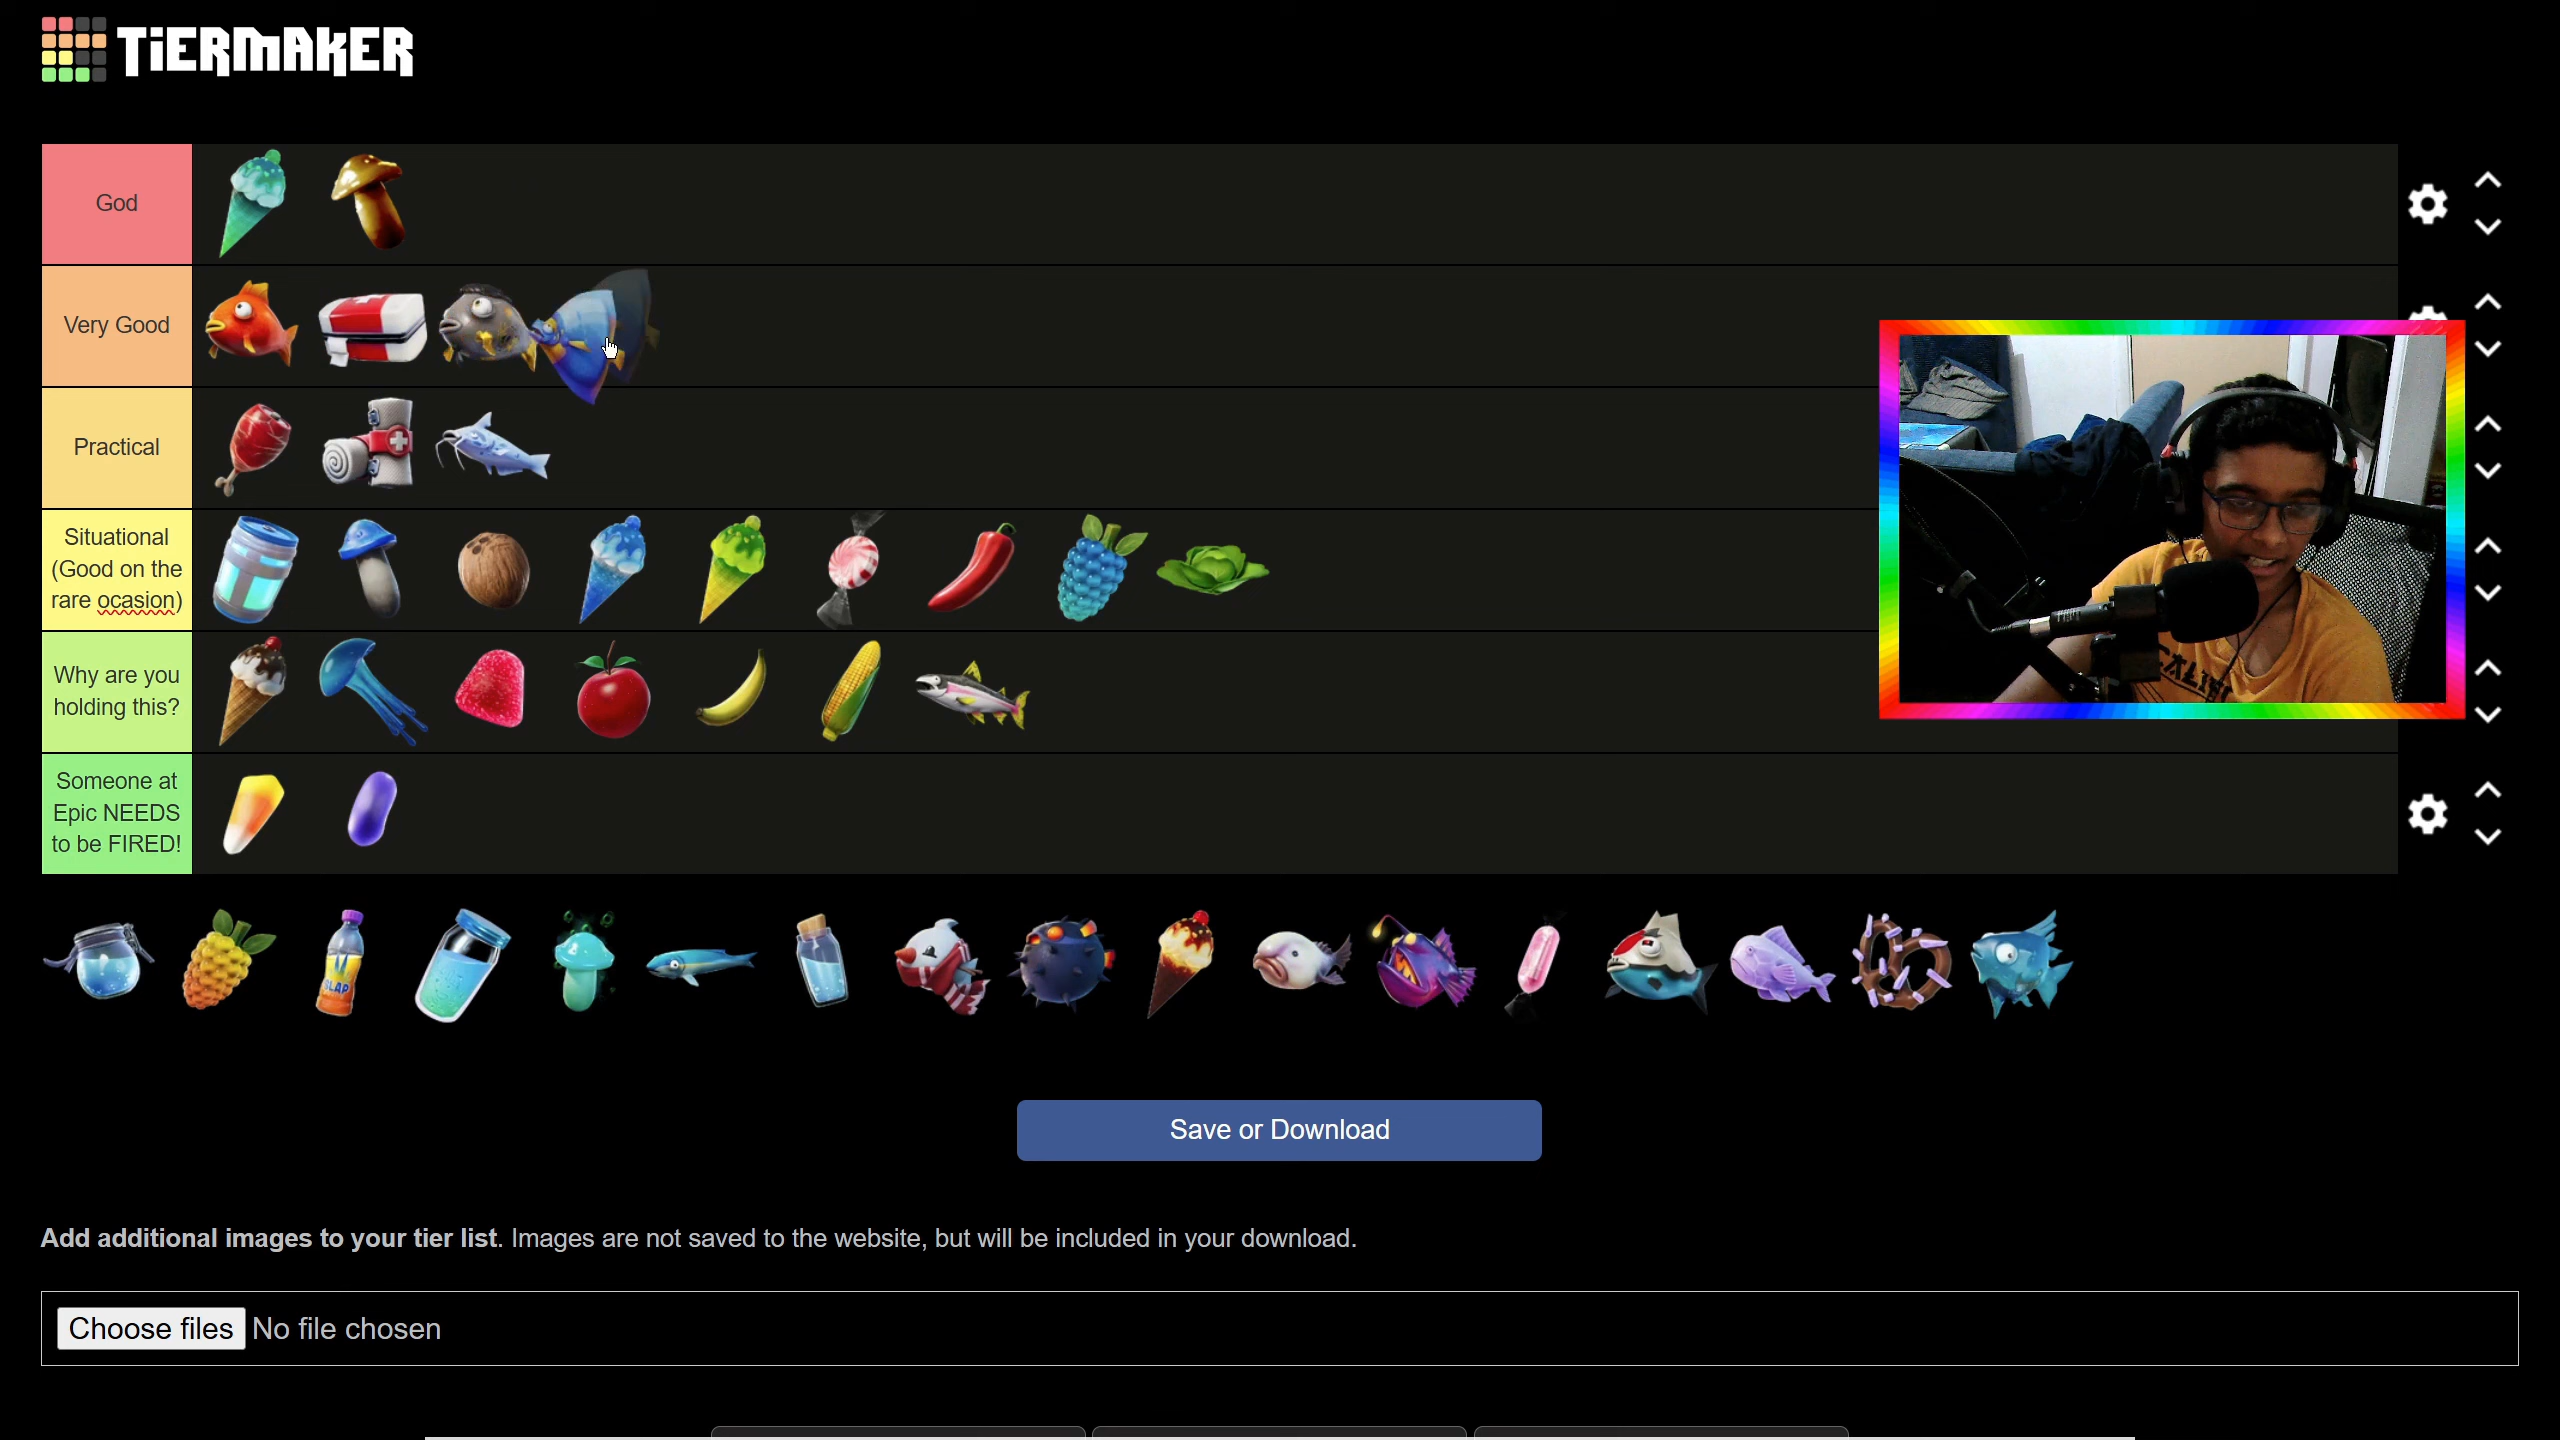 TiERMAKER
God
Very Good
Practical
Situational
(Good on the
rare ocasion)
Why are you
holding this?
Someone at
Epic NEEDS
to be FIRED!
SLAP
CALIF
Save or Download
Add additional images to your tier list. Images are not saved to the website, but will be included in your download.
Choose files No file chosen